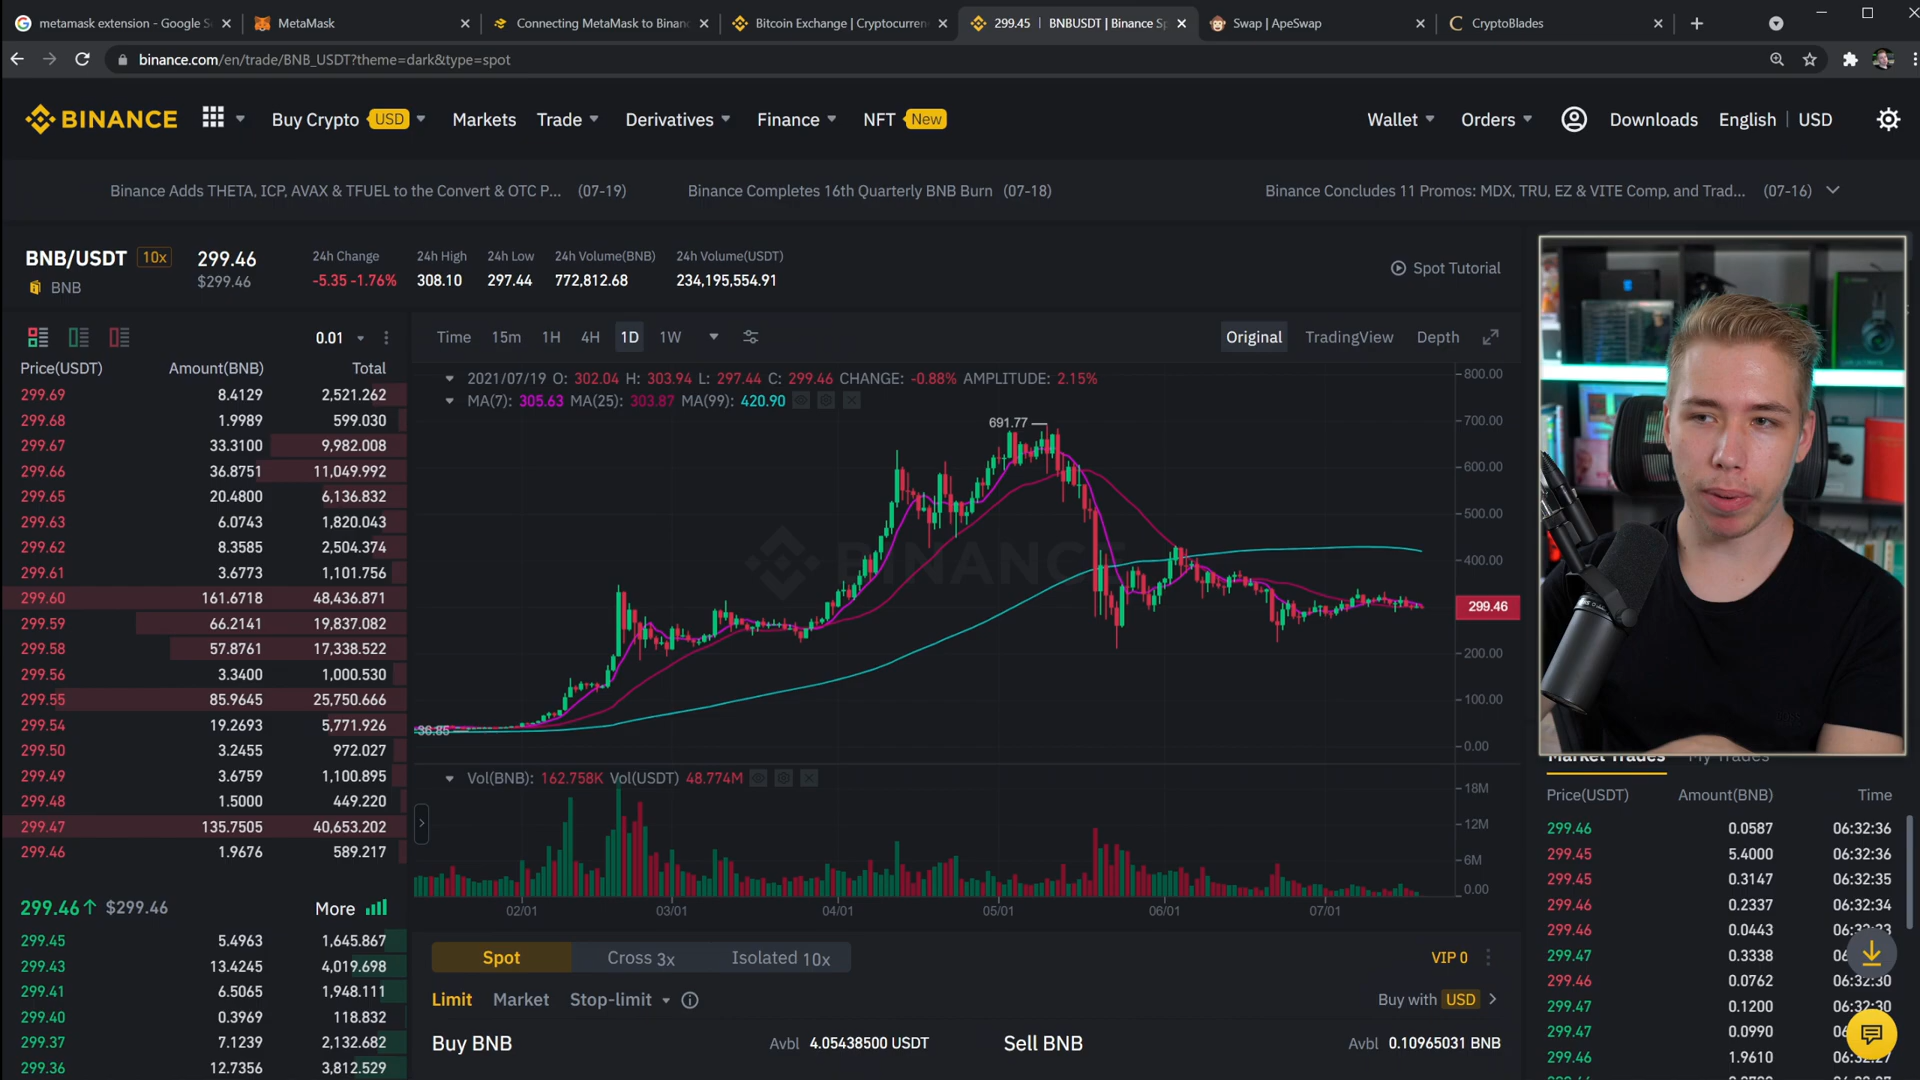 metamask extension - Google S
MetaMask
Connecting MetaMask to Binanc
Bitcoin Exchange | Cryptocurren
299.45 | BNBUSDT | Binance Sp
Swap | ApeSwap
CryptoBlades
binance.com/en/trade/BNB_USDT?theme=dark&type=spot
BINANCE
Buy Crypto USD
Markets
Trade
Derivatives
Finance
NFT New
Wallet
Orders
Downloads
English | USD
Binance Adds THETA, ICP, AVAX & TFUEL to the Convert & OTC P... (07-19)
Binance Completes 16th Quarterly BNB Burn (07-18)
Binance Concludes 11 Promos: MDX, TRU, EZ & VITE Comp, and Trad... (07-16)
BNB/USDT 10x 299.46
BNB $299.46
24h Change 24h High 24h Low 24h Volume(BNB) 24h Volume(USDT)
-5.35 -1.76% 308.10 297.44 772,812.68 234,195,554.91
Spot Tutorial
0.01
Price(USDT) Amount(BNB) Total
299.69 8.4129 2,521.262
299.68 1.9989 599.030
299.67 33.3100 9,982.008
299.66 36.8751 11,049.992
299.65 20.4800 6,136.832
299.63 6.0743 1,820.043
299.62 8.3585 2,504.374
299.61 3.6773 1,101.756
299.60 161.6718 48,436.871
299.59 66.2141 19,837.082
299.58 57.8761 17,338.522
299.56 3.3400 1,000.530
299.55 85.9645 25,750.666
299.54 19.2693 5,771.926
299.50 3.2455 972.027
299.49 3.6759 1,100.895
299.48 1.5000 449.220
299.47 135.7505 40,653.202
299.46 1.9676 589.217
299.46↑ $299.46 More
299.45 5.4963 1,645.867
299.43 13.4245 4,019.698
299.41 6.5065 1,948.111
299.40 0.3969 118.832
299.37 7.1239 2,132.682
299.36 12.7356 3,812.529
Time 15m 1H 4H 1D 1W
Original TradingView Depth
2021/07/19 O: 302.04 H: 303.94 L: 297.44 C: 299.46 CHANGE: -0.88% AMPLITUDE: 2.15%
MA(7): 305.63 MA(25): 303.87 MA(99): 420.90
691.77
BINANCE
36.85
800.00
700.00
600.00
500.00
400.00
299.46
200.00
100.00
0.00
Vol(BNB): 162.758K Vol(USDT) 48.774M
18M
12M
6M
0.00
02/01 03/01 04/01 05/01 06/01 07/01
Spot Cross 3x Isolated 10x
VIP 0
Limit Market Stop-limit
Buy with USD
Buy BNB Avbl 4.05438500 USDT
Sell BNB Avbl 0.10965031 BNB
Market Trades My Trades
Price(USDT) Amount(BNB) Time
299.46 0.0587 06:32:36
299.45 5.4000 06:32:36
299.45 0.3147 06:32:35
299.46 0.2337 06:32:34
299.46 0.0443
299.47 0.3338
299.46 0.0762 06:32:30
299.47 0.1200 06:32:30
299.47 0.0990
299.46 1.9610